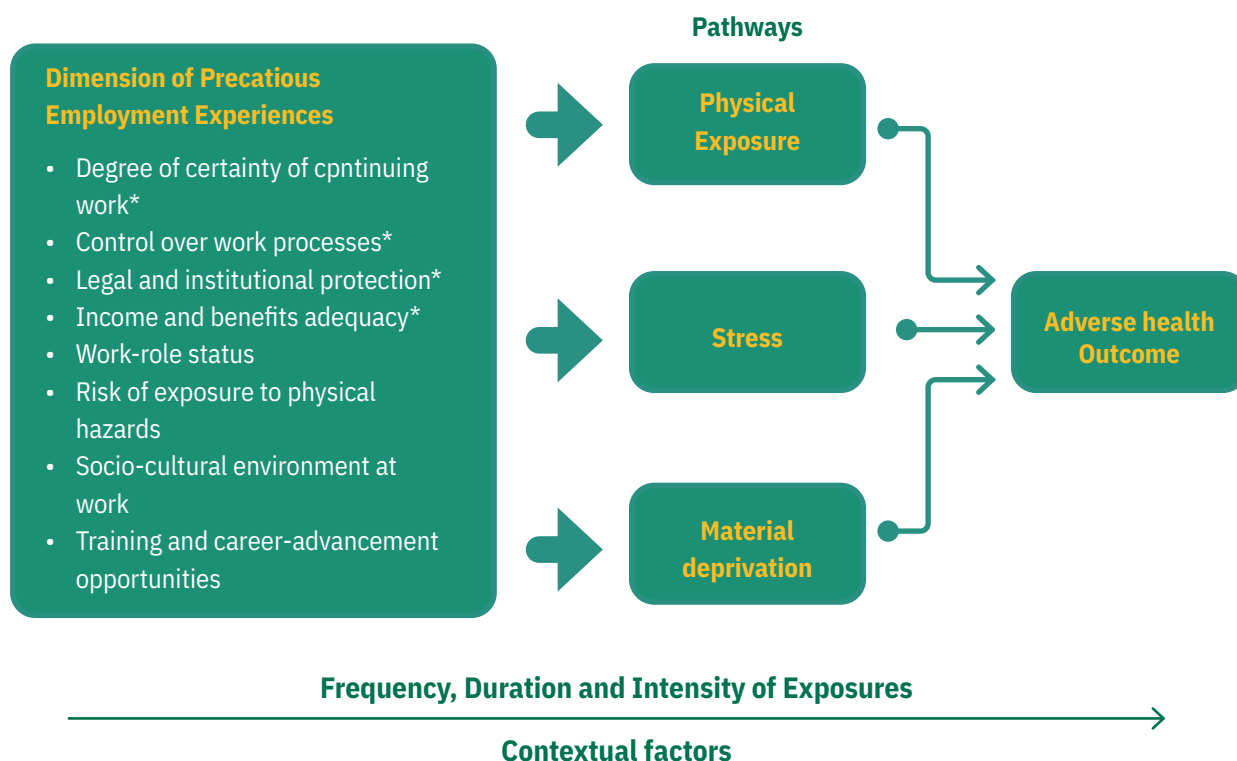 Pathways
Dimension of Precatious
Employment Experiences
• Degree of certainty of cpntinuing
work*
• Control over work processes*
• Legal and institutional protection*
• Income and benefits adequacy*
• Work-role status
• Risk of exposure to physical
hazards
• Socio-cultural environment at
work
• Training and career-advancement
opportunities
Physical
Exposure
Stress
Material
deprivation
Adverse health
Outcome
Frequency, Duration and Intensity of Exposures
Contextual factors